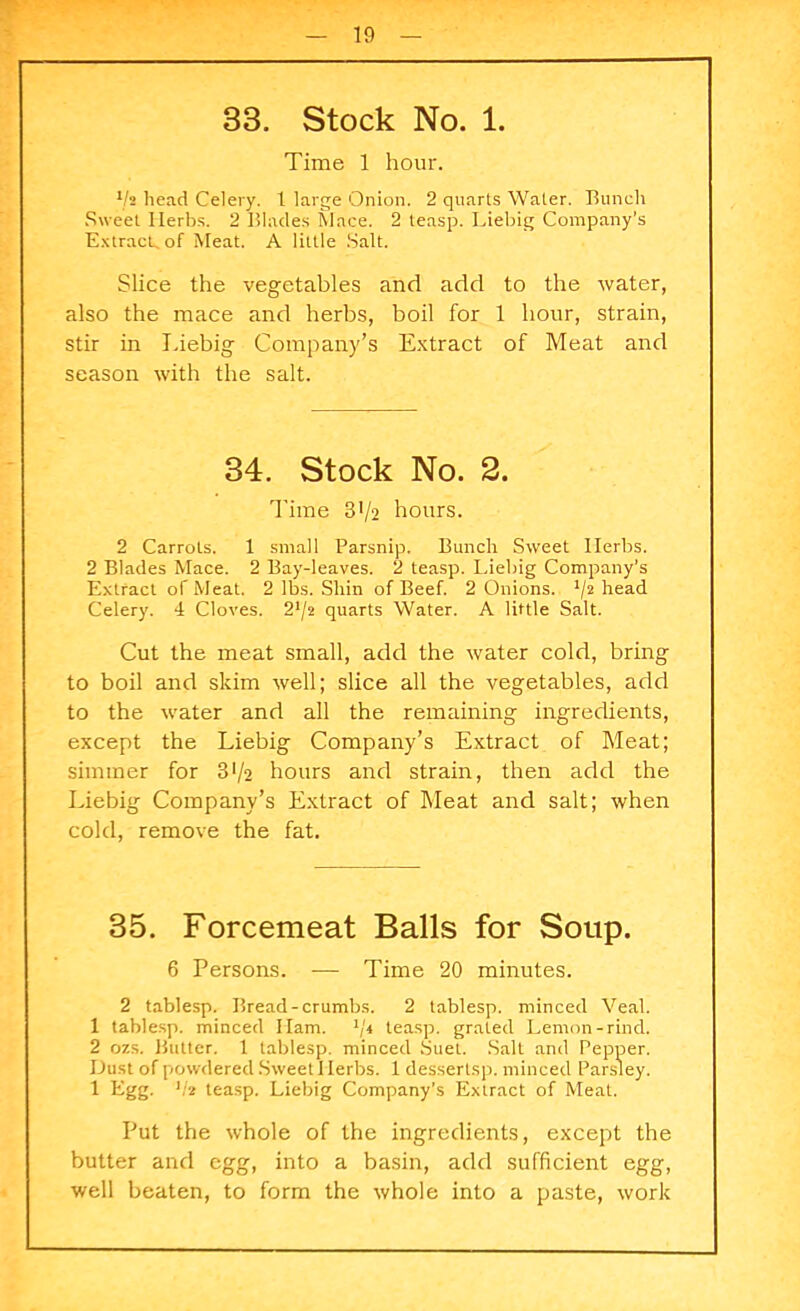 — 19 —
33. Stock No. 1.
Time 1 hour.
1/2 head Celery. 1 large Onion. 2 quarts Water. Bunch
Sweet Herbs. 2 Blades Mace. 2 teasp. Liebig Company's
Extract of Meat. A little Salt.
Slice the vegetables and add to the water,
also the mace and herbs, boil for 1 hour, strain,
stir in Liebig Company's Extract of Meat and
season with the salt.
34. Stock No. 2.
Time 3 1/2 hours.
2 Carrots. 1 small Parsnip. Bunch Sweet Herbs.
2 Blades Mace. 2 Bay-leaves. 2 teasp. Liebig Company's
Extract of Meat. 2 lbs. Shin of Beef. 2 Onions. 1/2 head
Celery. 4 Cloves. 2 1/2 quarts Water. A little Salt.
Cut the meat small, add the water cold, bring
to boil and skim well; slice all the vegetables, add
to the water and all the remaining ingredients,
except the Liebig Company's Extract of Meat;
simmer for 3 1/2 hours and strain, then add the
Liebig Company's Extract of Meat and salt; when
cold, remove the fat.
35. Forcemeat Balls for Soup.
6 Persons. — Time 20 minutes.
2 tablesp. Bread-crumbs. 2 tablesp. minced Veal.
1 tablesp. minced Ham. 1/4 teasp. grated Lemon-rind.
2 ozs. Butter. 1 tablesp. minced Suet. Salt and Pepper.
Dust of powdered Sweet Herbs. 1 dessertsp. minced Parsley.
1 Egg. 1/2 teasp. Liebig Company's Extract of Meat.
Put the whole of the ingredients, except the
butter and egg, into a basin, add sufficient egg,
well beaten, to form the whole into a paste, work